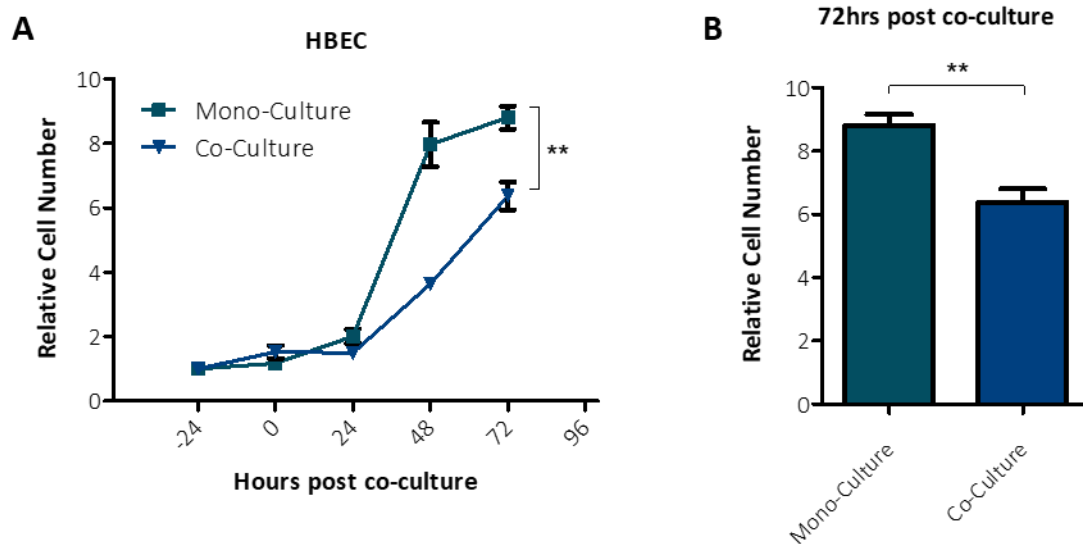 A
HBEC
Relative Cell Number
10
8
6
4
2
0
Mono-Culture
Co-Culture
**
-24
0
24
48
72
96
Hours post co-culture
B
72hrs post co-culture
**
Relative Cell Number
10
8
6
4
2
0
Mono-Culture
Co-Culture